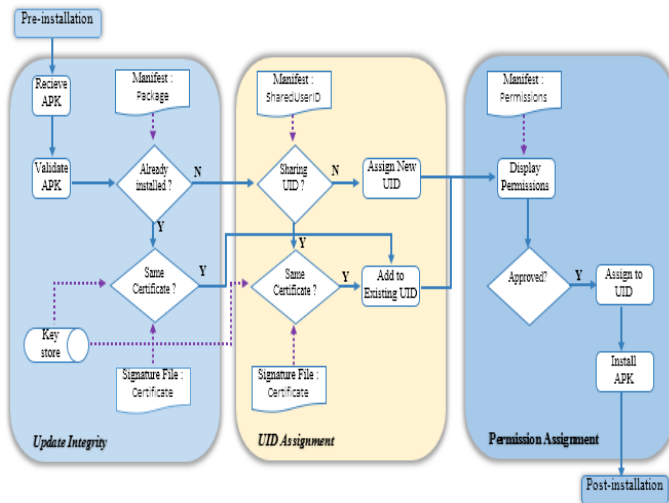 Pre-installation
Recieve
APK
Manifest :
Package
Validate
APK
Already
installed ?
N
Y
Same
Certificate ?
Y
Key
store
Signature File :
Certificate
Update Integrity
Manifest :
SharedUserID
Sharing
UID ?
N
Assign New
UID
Y
Same
Certificate ?
Y
Add to
Existing UID
Signature File :
Certificate
UID Assignment
Manifest :
Permissions
Display
Permissions
Approved?
Y
Assign to
UID
Install
APK
Permission Assignment
Post-installation